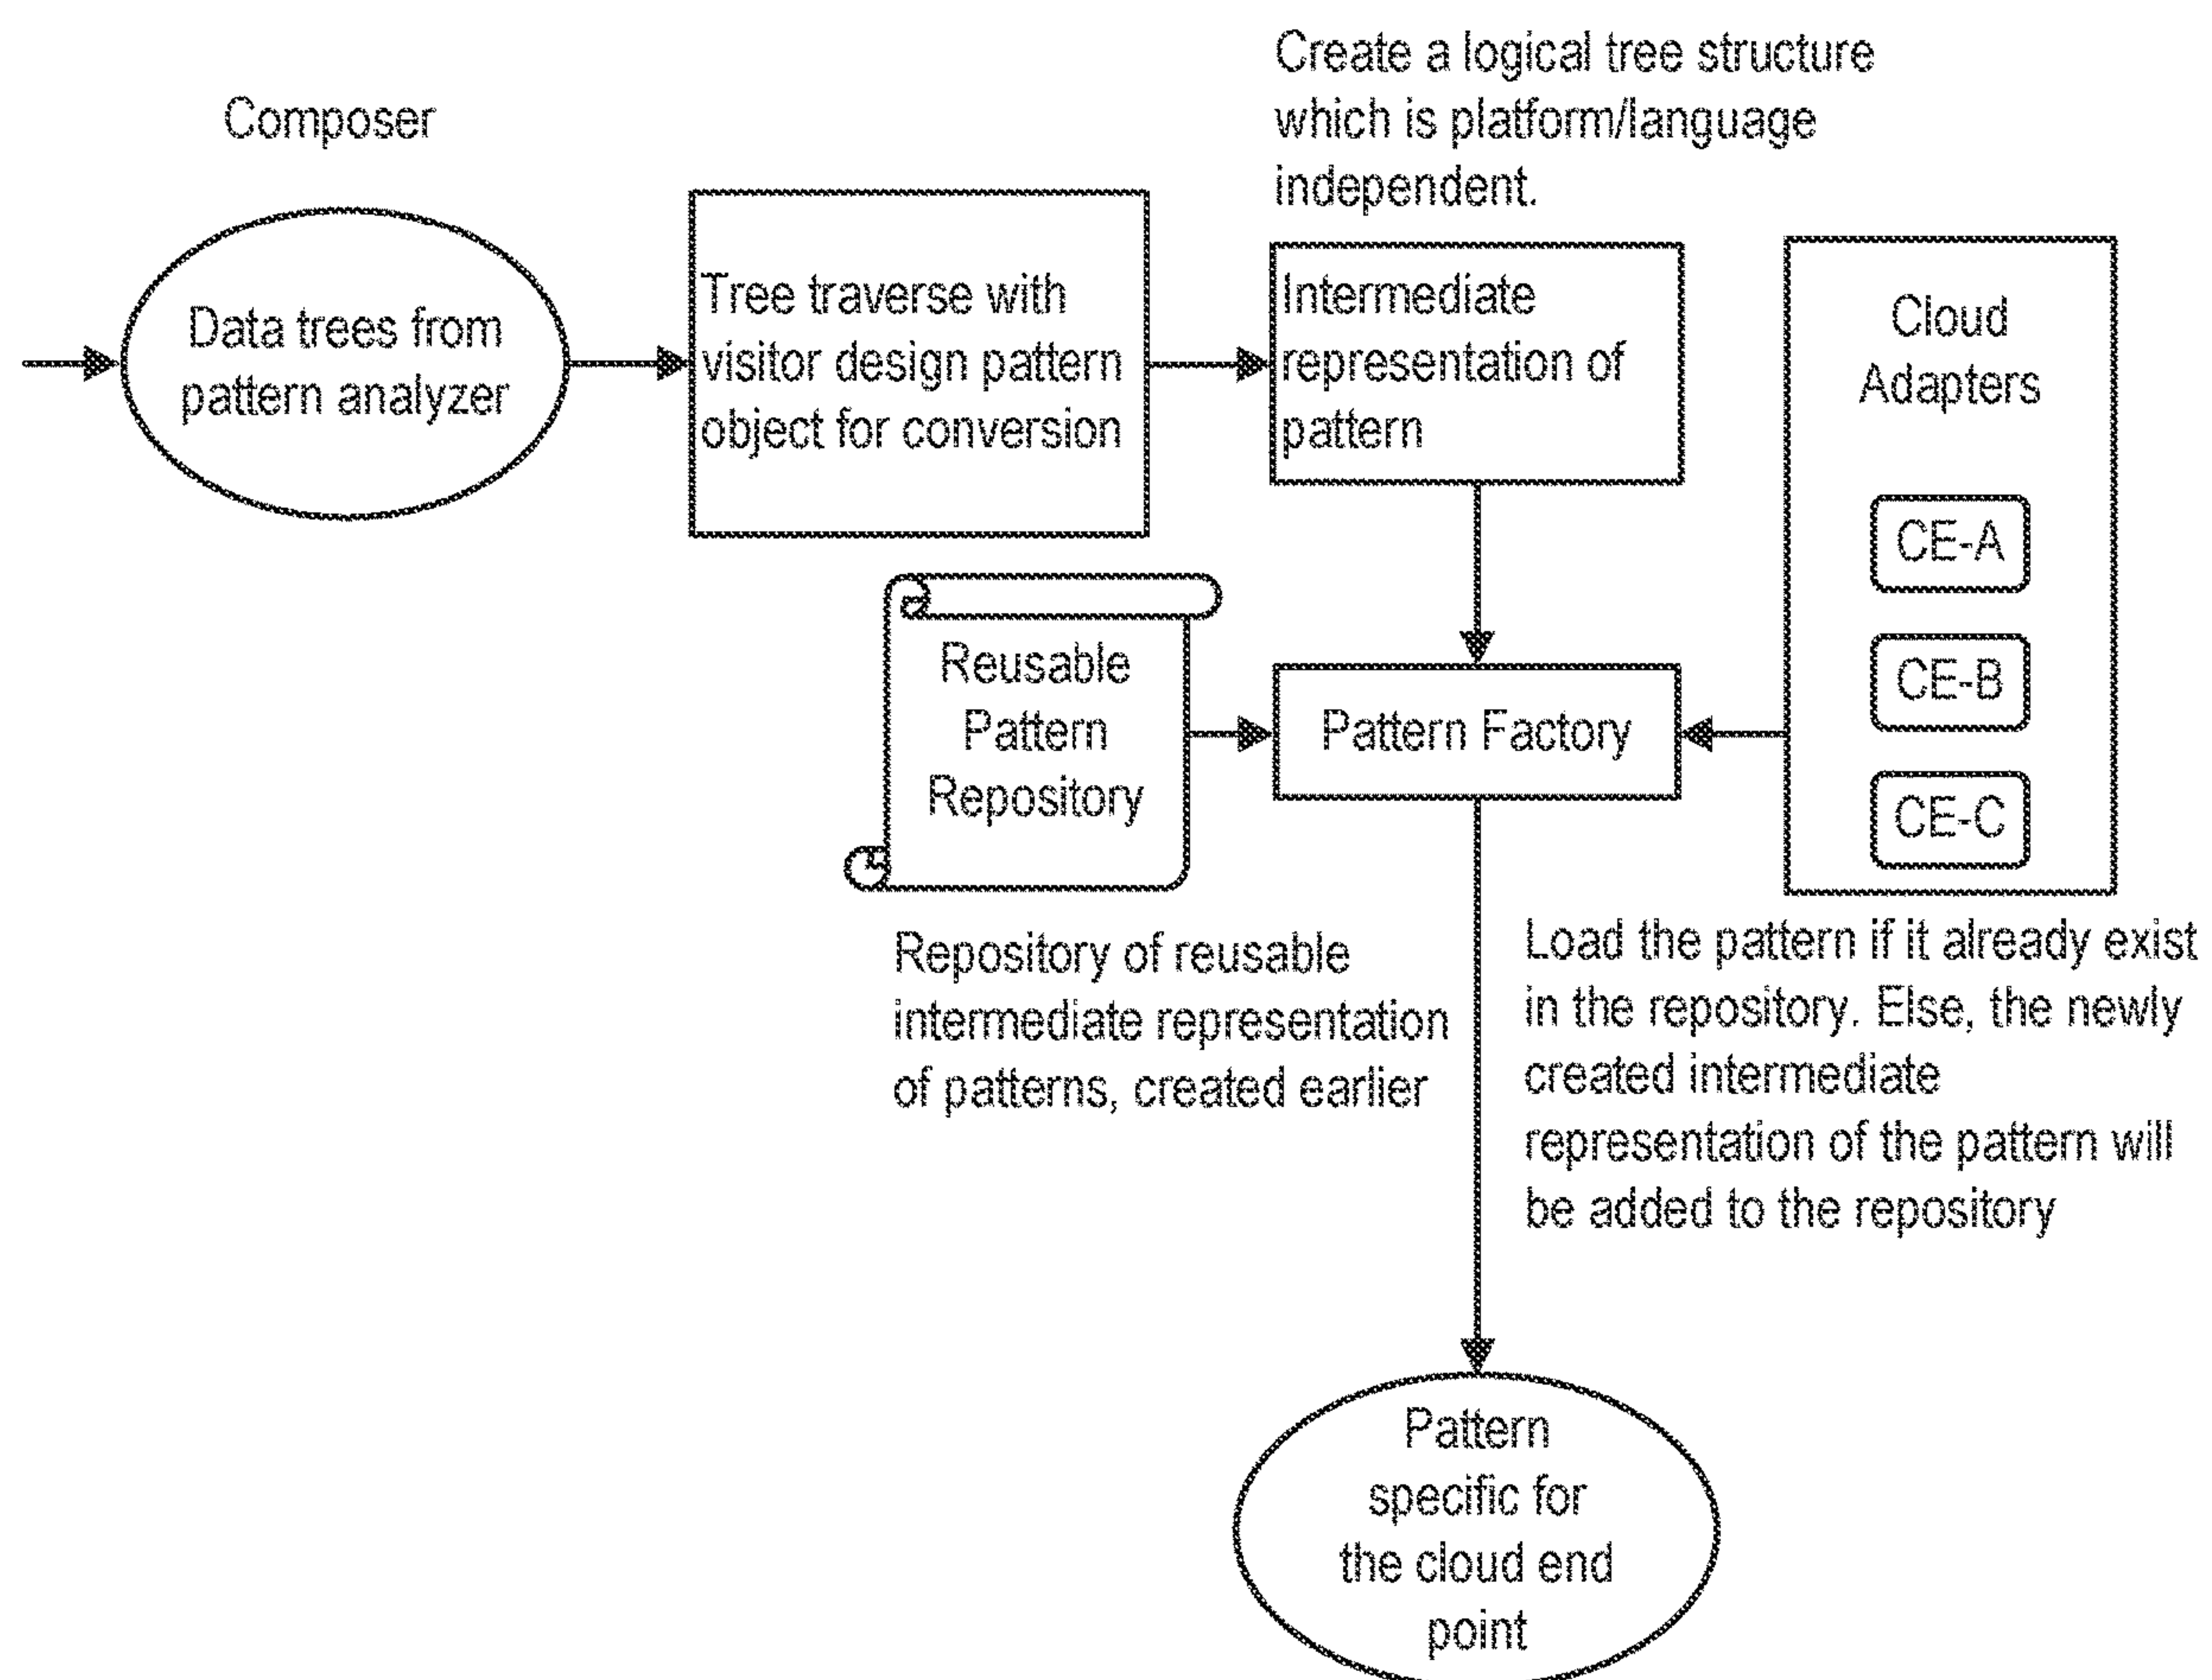 Composer
Create a logical tree structure
which is platform/language
independent.
Data trees from
pattern analyzer
Tree traverse with
visitor design pattern
object for conversion
Intermediate
representation of
pattern
Cloud
Adapters
CE-A
CE-B
CE-C
Reusable
Pattern
Repository
Pattern Factory
Repository of reusable
intermediate representation
of patterns, created earlier
Load the pattern if it already exist
in the repository. Else, the newly
created intermediate
representation of the pattern will
be added to the repository
Pattern
specific for
the cloud end
point